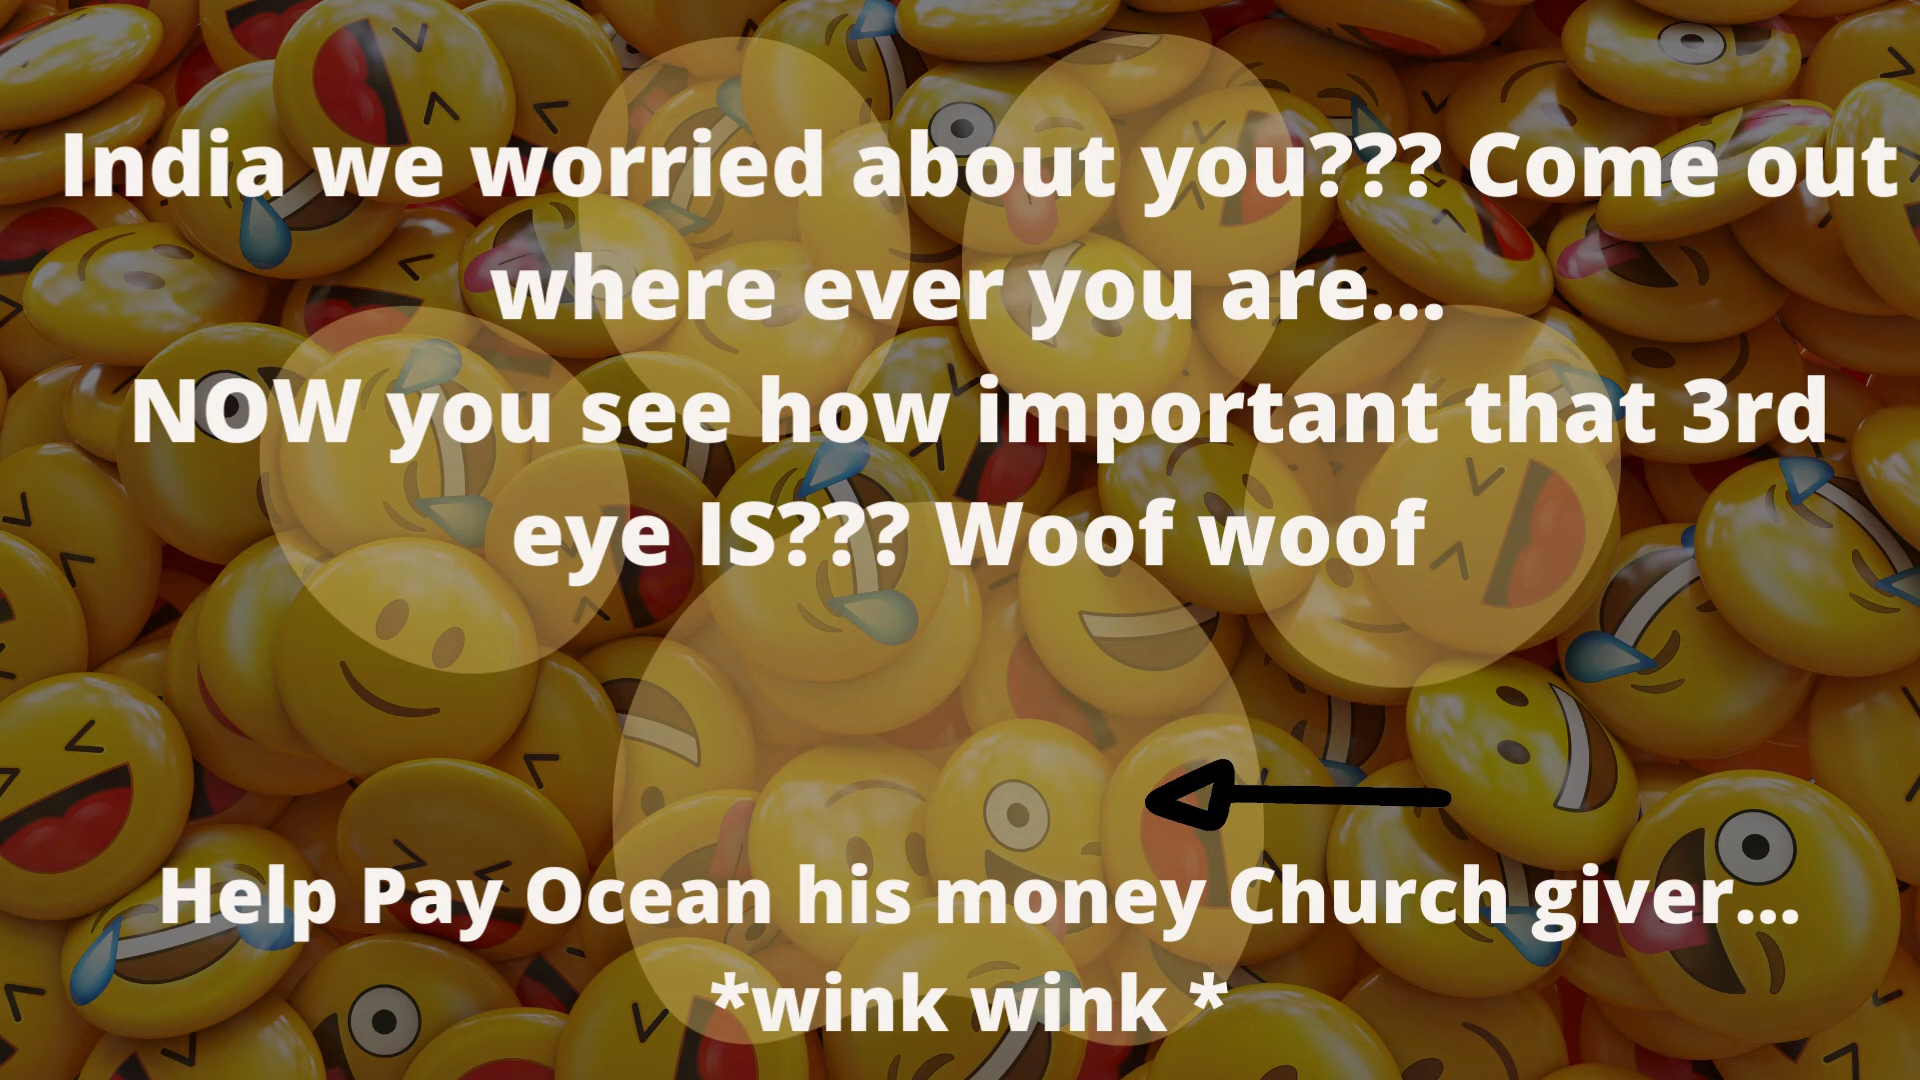 India we worried about you??? Come out
where ever you are...
NOW you see how important that 3rd
eye IS??? Woof woof
Help Pay Ocean his money Church giver...
*wink wink *